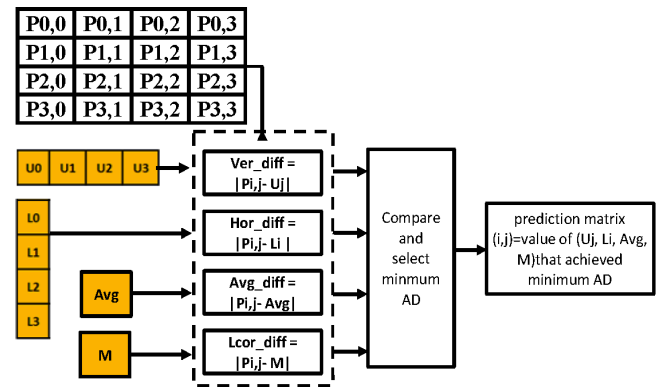 P0,0 P0,1 P0,2 P0,3
P1,0 P1,1 P1,2 P1,3
P2,0 P2,1 P2,2 P2,3
P3,0 P3,1 P3,2 P3,3
U0 U1 U2 U3
L0
L1
L2
L3
Avg
M
Ver_diff =
|Pi,j- Uj|
Hor_diff =
|Pi,j- Li |
Avg_diff =
|Pi,j- Avg|
Lcor_diff =
|Pi,j- M|
Compare
and
select
minmum
AD
prediction matrix
(i,j)=value of (Uj, Li, Avg,
M)that achieved
minimum AD